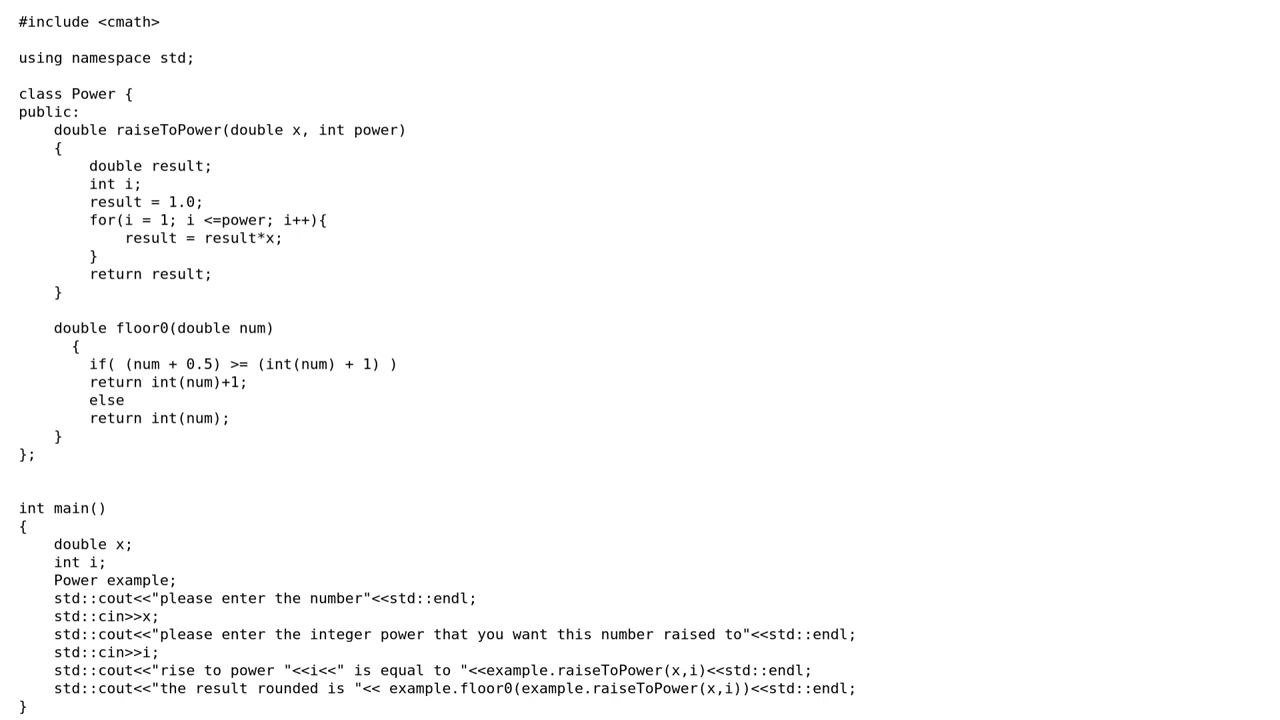 #include <cmath>

using namespace std;

class Power {
public:
    double raiseToPower(double x, int power)
    {
        double result;
        int i;
        result = 1.0;
        for(i = 1; i <=power; i++){
            result = result*x;
        }
        return result;
    }

    double floor0(double num)
      {
        if( (num + 0.5) >= (int(num) + 1) )
        return int(num)+1;
        else
        return int(num);
    }
};


int main()
{
    double x;
    int i;
    Power example;
    std::cout<<"please enter the number"<<std::endl;
    std::cin>>x;
    std::cout<<"please enter the integer power that you want this number raised to"<<std::endl;
    std::cin>>i;
    std::cout<<"rise to power "<<i<<" is equal to "<<example.raiseToPower(x,i)<<std::endl;
    std::cout<<"the result rounded is "<< example.floor0(example.raiseToPower(x,i))<<std::endl;
}